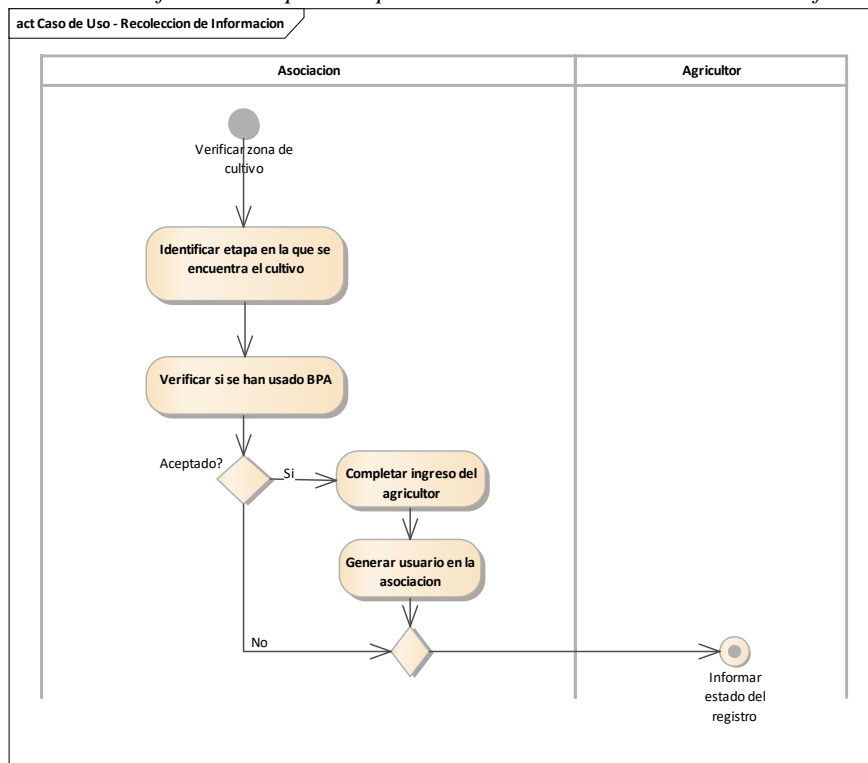 act Caso de Uso - Recoleccion de Informacion
Asociacion
Agricultor
Verificar zona de
cultivo
Identificar etapa en la que se
encuentra el cultivo
Verificar si se han usado BPA
Aceptado?
Si
Completar ingreso del
agricultor
Generar usuario en la
asociacion
No
Informar
estado del
registro